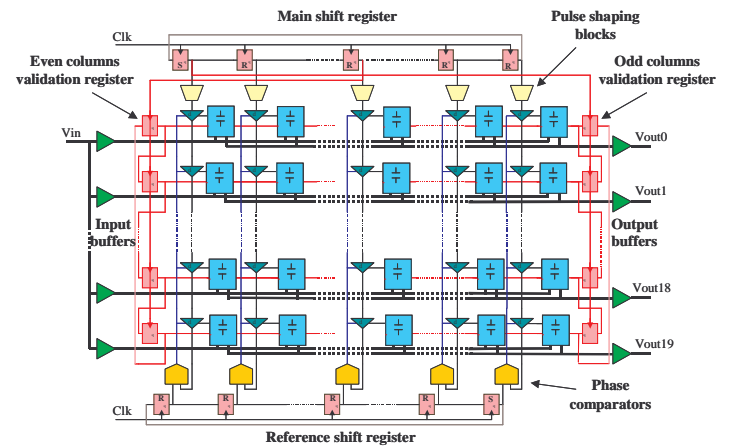 Main shift register
Pulse shaping
blocks
Clk
S
R
R
R
R
Even columns
validation register
Odd columns
validation register
Vin
Vout0
Vout1
Input
buffers
Output
buffers
Vout18
Vout19
Phase
comparators
R
R
R
R
S
Clk
Reference shift register